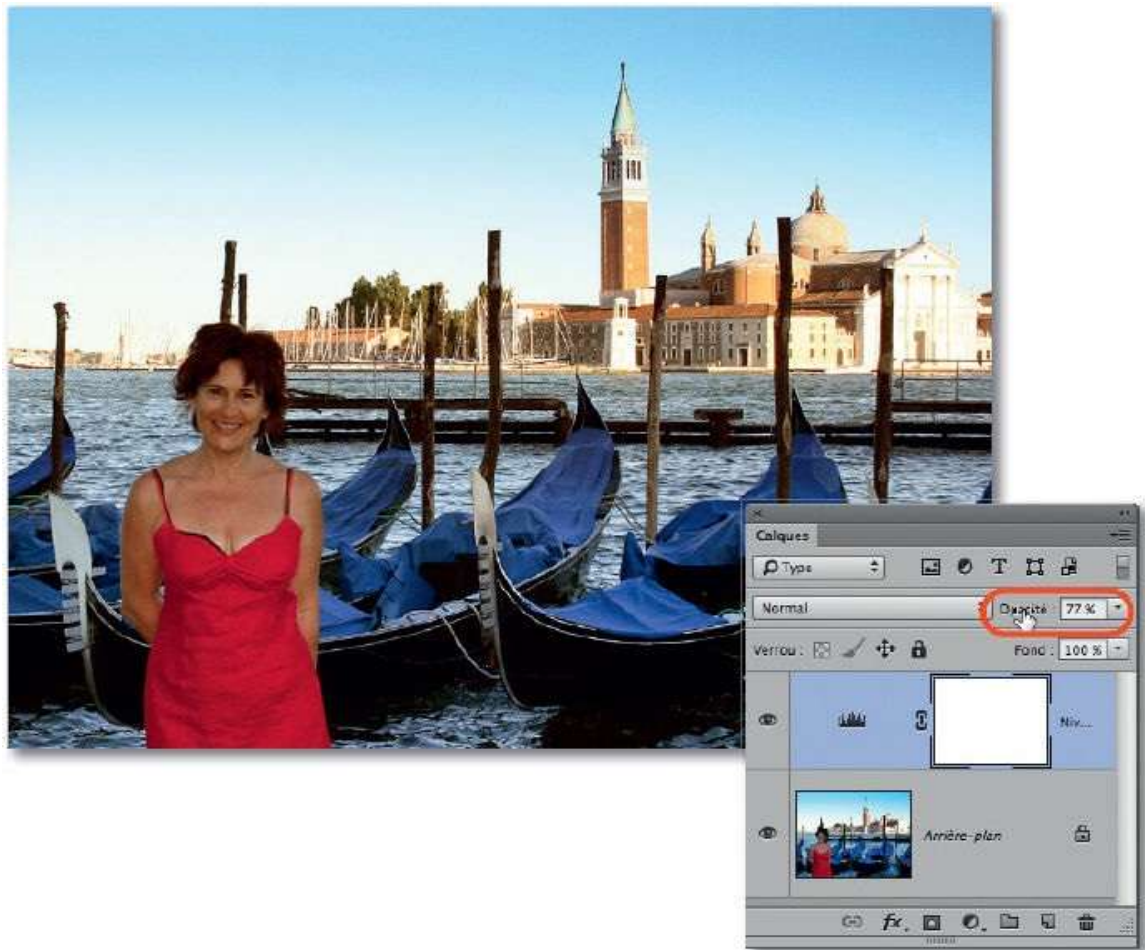 Calques
Type
Normal
Opacité : 77 %
Verrou :
Fond : 100 %
Niv...
Arrière-plan